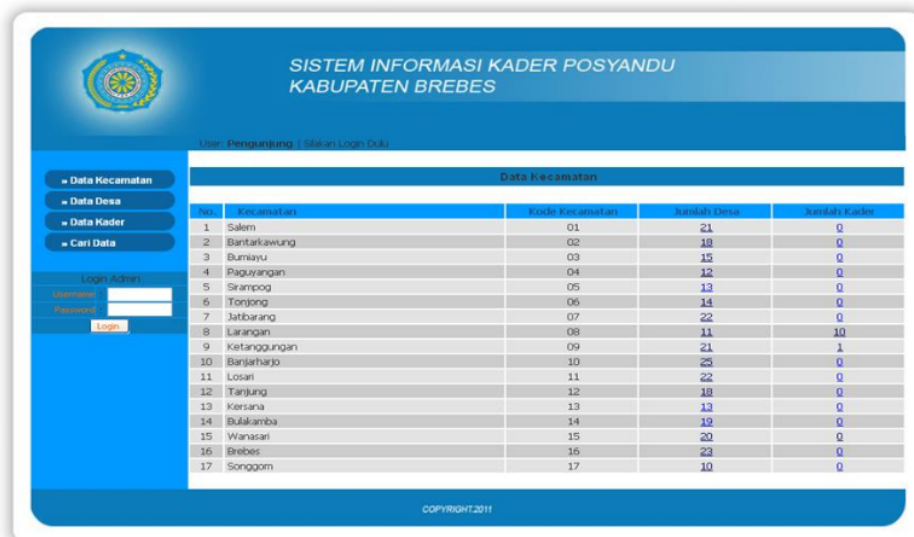 SISTEM INFORMASI KADER POSYANDU
KABUPATEN BREBES
User: Pengunjung | Silakan Login Dulu
» Data Kecamatan
» Data Desa
» Data Kader
» Cari Data
Login Admin
Username :
Password :
Login
Data Kecamatan
No. Kecamatan Kode Kecamatan Jumlah Desa Jumlah Kader
1 Salem 01 21 0
2 Bantarkawung 02 18 0
3 Bumiayu 03 15 0
4 Paguyangan 04 12 0
5 Sirampog 05 13 0
6 Tonjong 06 14 0
7 Jatibarang 07 22 0
8 Larangan 08 11 10
9 Ketanggungan 09 21 1
10 Banjarharjo 10 25 0
11 Losari 11 22 0
12 Tanjung 12 18 0
13 Kersana 13 13 0
14 Bulakamba 14 19 0
15 Wanasari 15 20 0
16 Brebes 16 23 0
17 Songgom 17 10 0
COPYRIGHT.2011